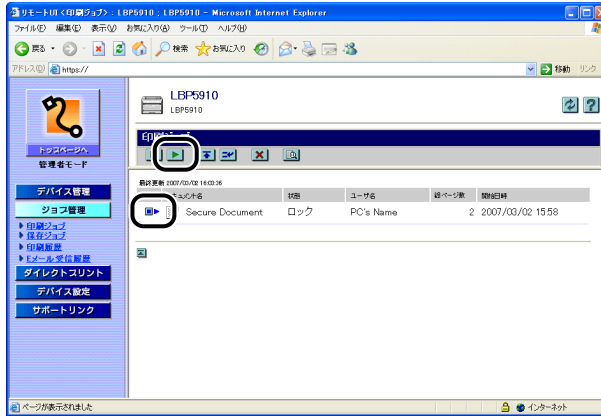 リモートUI <印刷ジョブ> : LBP5910 ; LBP5910 - Microsoft Internet Explorer
ファイル(F) 編集(E) 表示(V) お気に入り(A) ツール(T) ヘルプ(H)
戻る 検索 お気に入り
アドレス(D) https:// 移動 リンク
LBP5910
LBP5910
トップページへ
管理者モード
デバイス管理
ジョブ管理
印刷ジョブ
保存ジョブ
印刷履歴
Eメール受信履歴
ダイレクトプリント
デバイス設定
サポートリンク
最終更新 2007/03/02 16:03:36
状態 ユーザ名 総ページ数 開始日時
Secure Document ロック PC's Name 2 2007/03/02 15:58
ページが表示されました インターネット